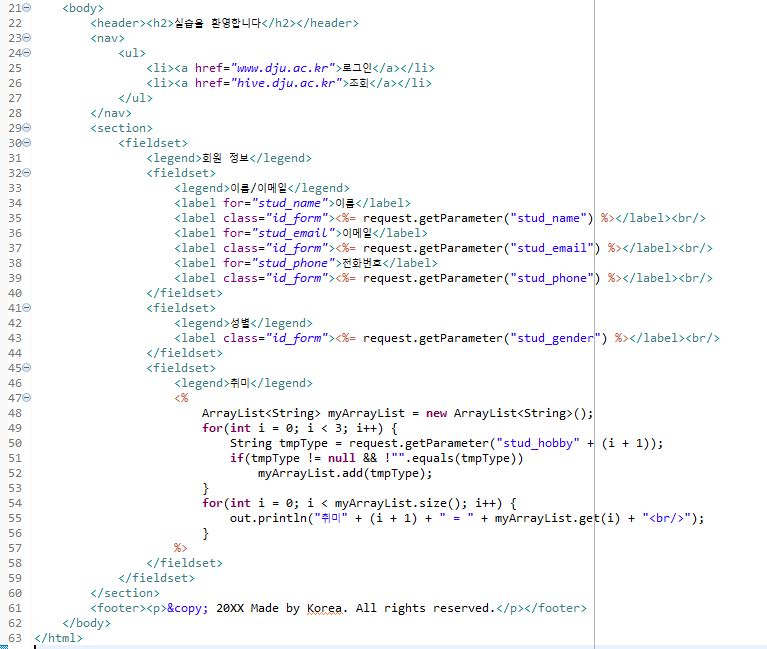 21 <body>
22 <header><h2>실습을 환영합니다</h2></header>
23 <nav>
24 <ul>
25 <li><a href="www.dju.ac.kr">로그인</a></li>
26 <li><a href="hive.dju.ac.kr">조회</a></li>
27 </ul>
28 </nav>
29 <section>
30 <fieldset>
31 <legend>회원 정보</legend>
32 <fieldset>
33 <legend>이름/이메일</legend>
34 <label for="stud_name">이름</label>
35 <label class="id_form"><%= request.getParameter("stud_name") %></label><br/>
36 <label for="stud_email">이메일</label>
37 <label class="id_form"><%= request.getParameter("stud_email") %></label><br/>
38 <label for="stud_phone">전화번호</label>
39 <label class="id_form"><%= request.getParameter("stud_phone") %></label><br/>
40 </fieldset>
41 <fieldset>
42 <legend>성별</legend>
43 <label class="id_form"><%= request.getParameter("stud_gender") %></label><br/>
44 </fieldset>
45 <fieldset>
46 <legend>취미</legend>
47 <%
48 ArrayList<String> myArrayList = new ArrayList<String>();
49 for(int i = 0; i < 3; i++) {
50 String tmpType = request.getParameter("stud_hobby" + (i + 1));
51 if(tmpType != null && !"".equals(tmpType))
52 myArrayList.add(tmpType);
53 }
54 for(int i = 0; i < myArrayList.size(); i++) {
55 out.println("취미" + (i + 1) + " = " + myArrayList.get(i) + "<br/>");
56 }
57 %>
58 </fieldset>
59 </fieldset>
60 </section>
61 <footer><p>&copy; 20XX Made by Korea. All rights reserved.</p></footer>
62 </body>
63 </html>